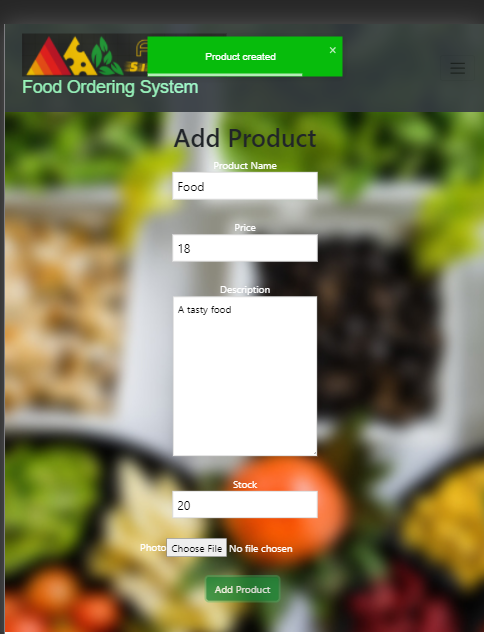 Product created
×
Food Ordering System
Add Product
Product Name
Food
Price
18
Description
A tasty food
Stock
20
Photo Choose File No file chosen
Add Product